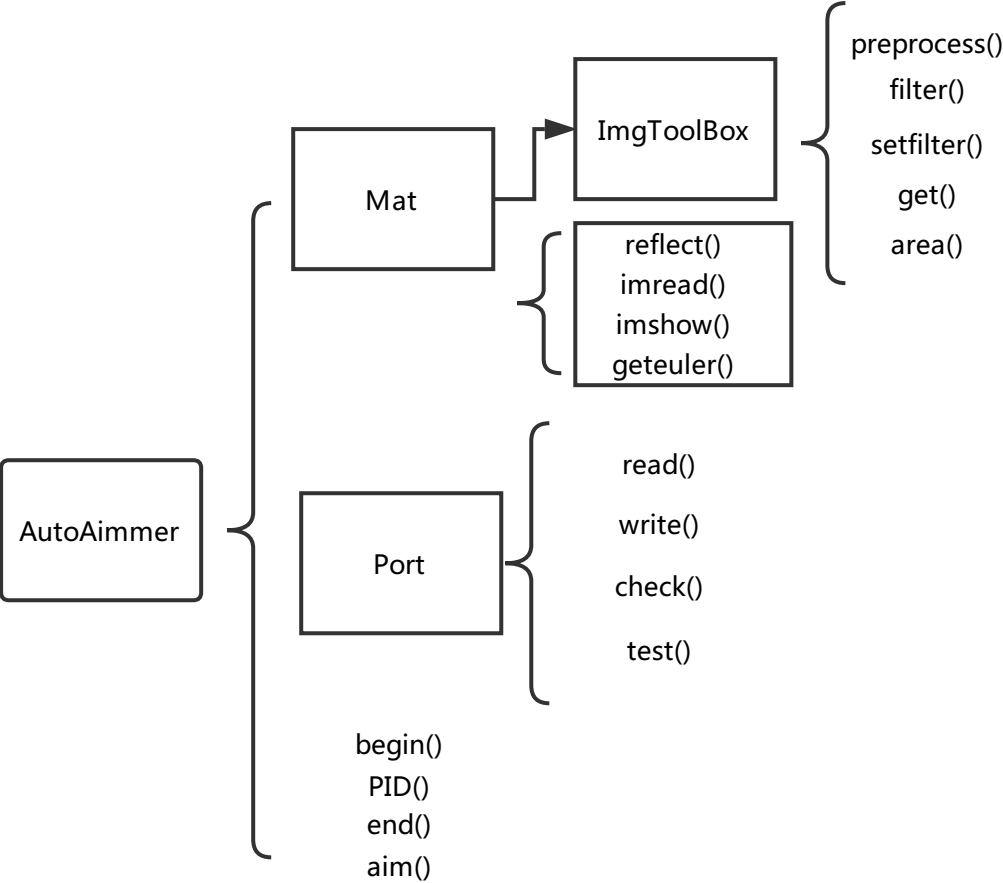 AutoAimmer
Mat
ImgToolBox
preprocess()
filter()
setfilter()
get()
area()
reflect()
imread()
imshow()
geteuler()
Port
read()
write()
check()
test()
begin()
PID()
end()
aim()